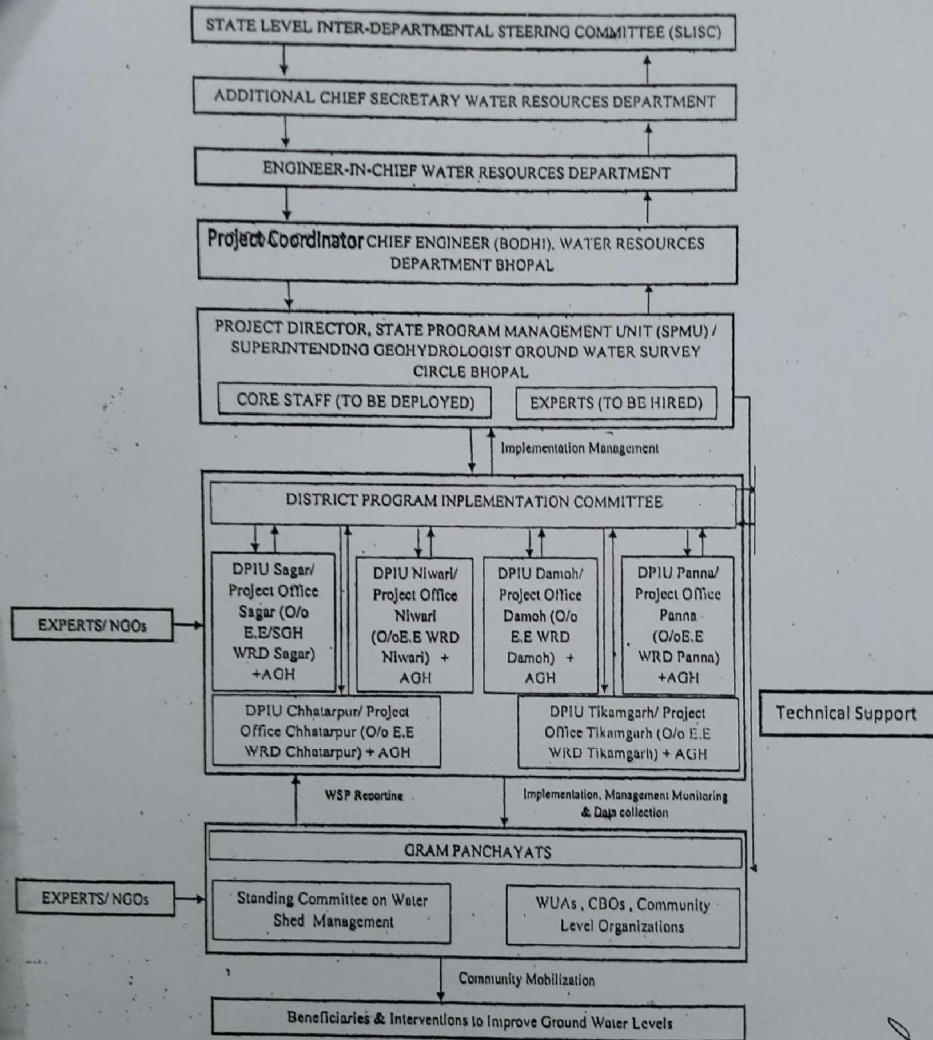 STATE LEVEL INTER-DEPARTMENTAL STEERING COMMITTEE (SLISC)
ADDITIONAL CHIEF SECRETARY WATER RESOURCES DEPARTMENT
ENGINEER-IN-CHIEF WATER RESOURCES DEPARTMENT
Project Coordinator CHIEF ENGINEER (BODHI), WATER RESOURCES
DEPARTMENT BHOPAL
PROJECT DIRECTOR, STATE PROGRAM MANAGEMENT UNIT (SPMU) /
SUPERINTENDING GEOHYDROLOGIST GROUND WATER SURVEY
CIRCLE BHOPAL
CORE STAFF (TO BE DEPLOYED)
EXPERTS (TO BE HIRED)
Implementation Management
DISTRICT PROGRAM INPLEMENTATION COMMITTEE
DPIU Sagar/
Project Office
Sagar (O/o
E.E/SGH
WRD Sagar)
+AGH
DPIU Niwari/
Project Office
Niwari
(O/oE.E WRD
Niwari) +
AGH
DPIU Damoh/
Project Office
Damoh (O/o
E.E WRD
Damoh) +
AGH
DPIU Panna/
Project Office
Panna
(O/oE.E
WRD Panna)
+AGH
EXPERTS/ NGOs
DPIU Chhatarpur/ Project
Office Chhatarpur (O/o E.E
WRD Chhatarpur) + AGH
DPIU Tikamgarh/ Project
Office Tikamgarh (O/o E.E
WRD Tikamgarh) + AGH
Technical Support
WSP Reporting
Implementation, Management Munitoring
& Data collection
GRAM PANCHAYATS
EXPERTS/ NGOs
Standing Committee on Water
Shed Management
WUAs , CBOs , Community
Level Organizations
Community Mobilization
Beneficiaries & Interventions to Improve Ground Water Levels